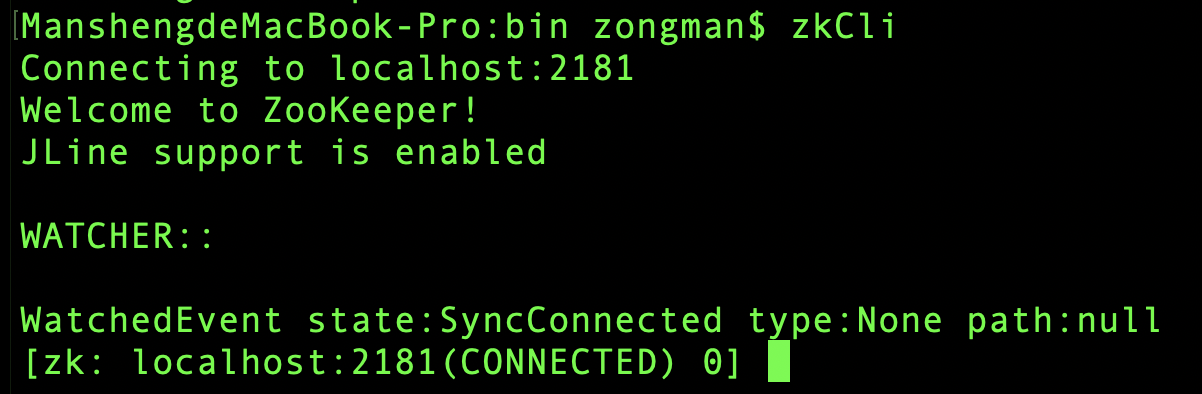 [ManshengdeMacBook-Pro:bin zongman$ zkCli
Connecting to localhost:2181
Welcome to ZooKeeper!
JLine support is enabled
WATCHER::
WatchedEvent state:SyncConnected type:None path:null
[zk: localhost:2181(CONNECTED) 0]